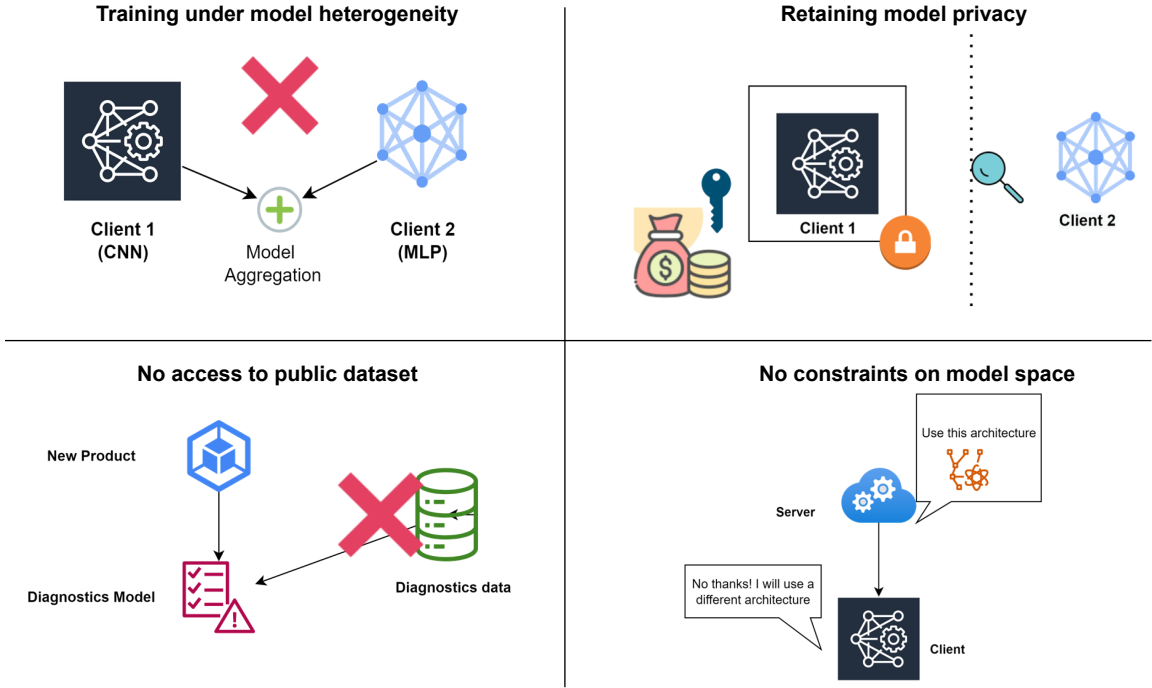 Training under model heterogeneity
Client 1
(CNN)
Client 2
(MLP)
Model
Aggregation
Retaining model privacy
$
Client 1
Client 2
No access to public dataset
New Product
Diagnostics Model
Diagnostics data
No constraints on model space
Use this architecture
Server
No thanks! I will use a
different architecture
Client